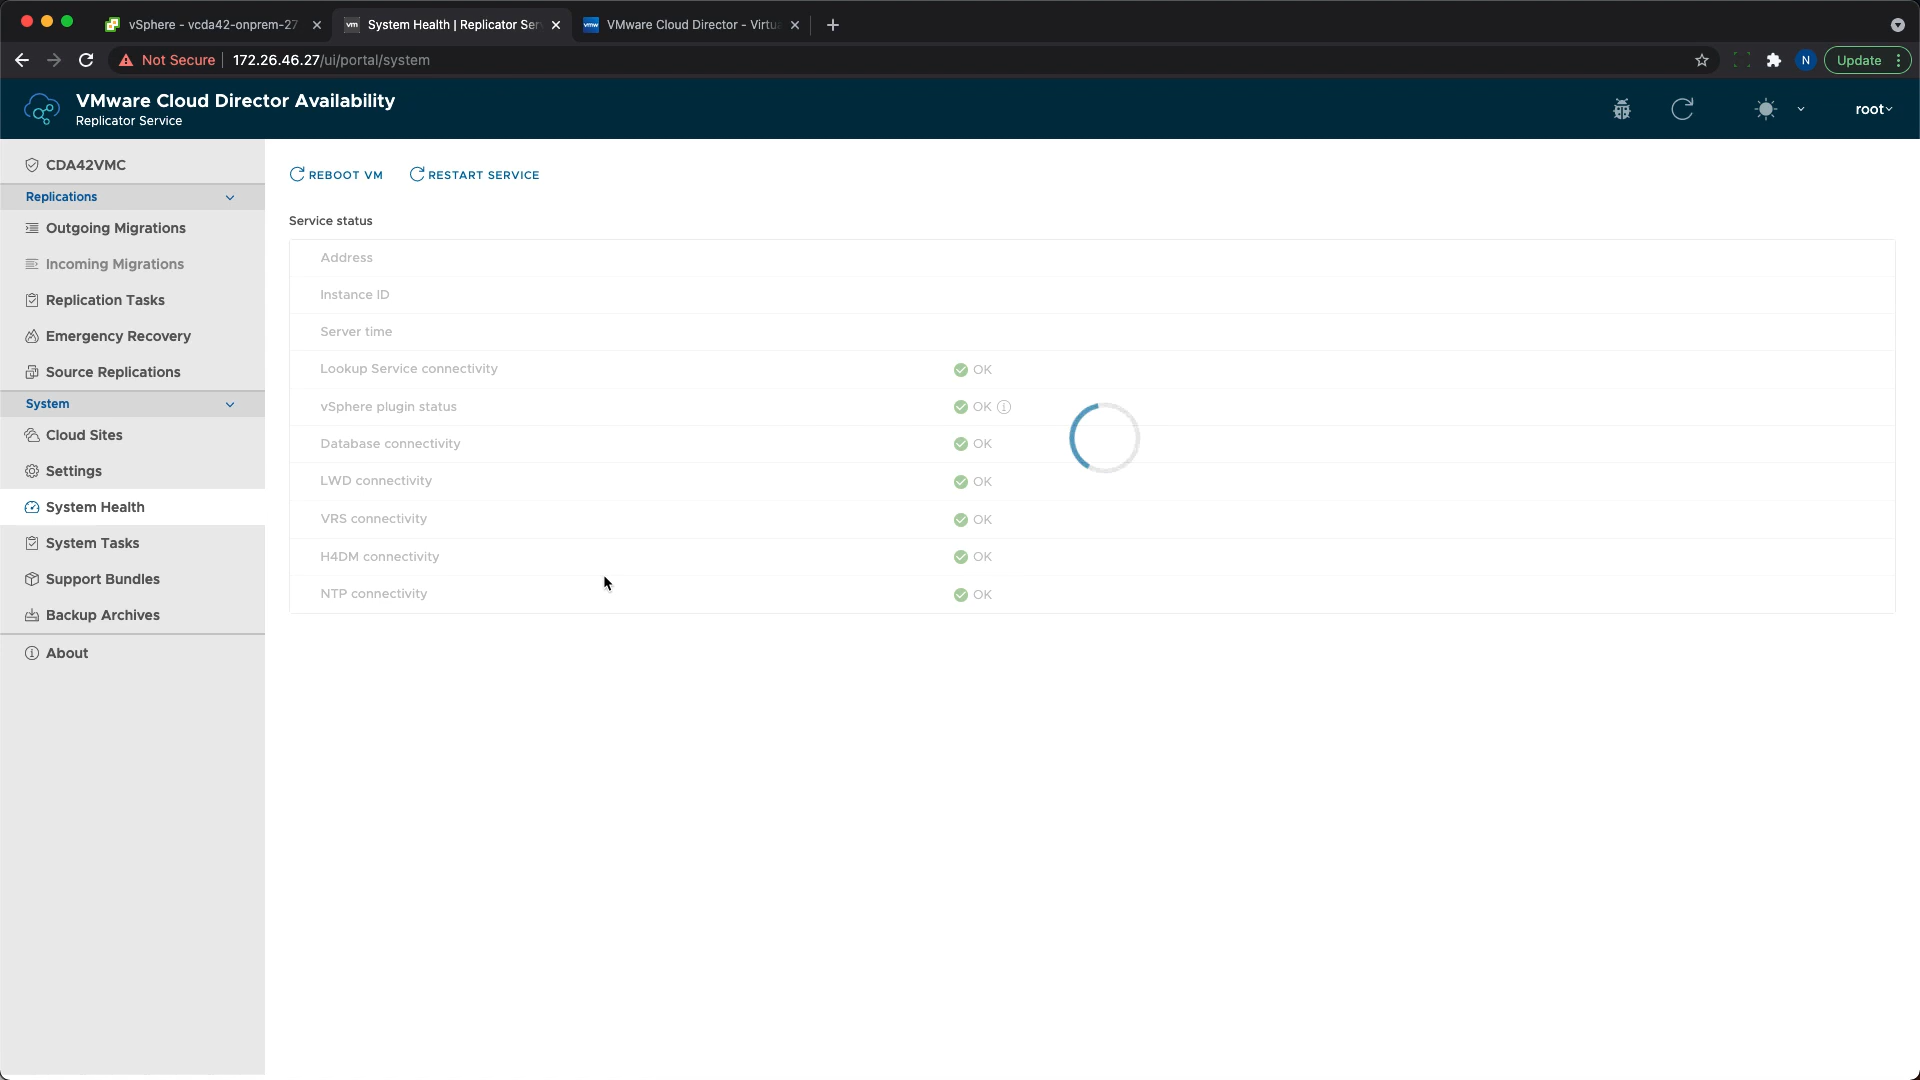 vSphere - vcda42-onprem-27
System Health | Replicator Ser
vm
vmw
VMware Cloud Director - Virtu
Not Secure
172.26.46.27/ui/portal/system
N
Update
VMware Cloud Director Availability
Replicator Service
root
CDA42VMC
Replications
Outgoing Migrations
Incoming Migrations
Replication Tasks
Emergency Recovery
Source Replications
System
Cloud Sites
Settings
System Health
System Tasks
Support Bundles
Backup Archives
About
REBOOT VM
RESTART SERVICE
Service status
Address
Instance ID
Server time
Lookup Service connectivity OK
vSphere plugin status OK
Database connectivity OK
LWD connectivity OK
VRS connectivity OK
H4DM connectivity OK
NTP connectivity OK